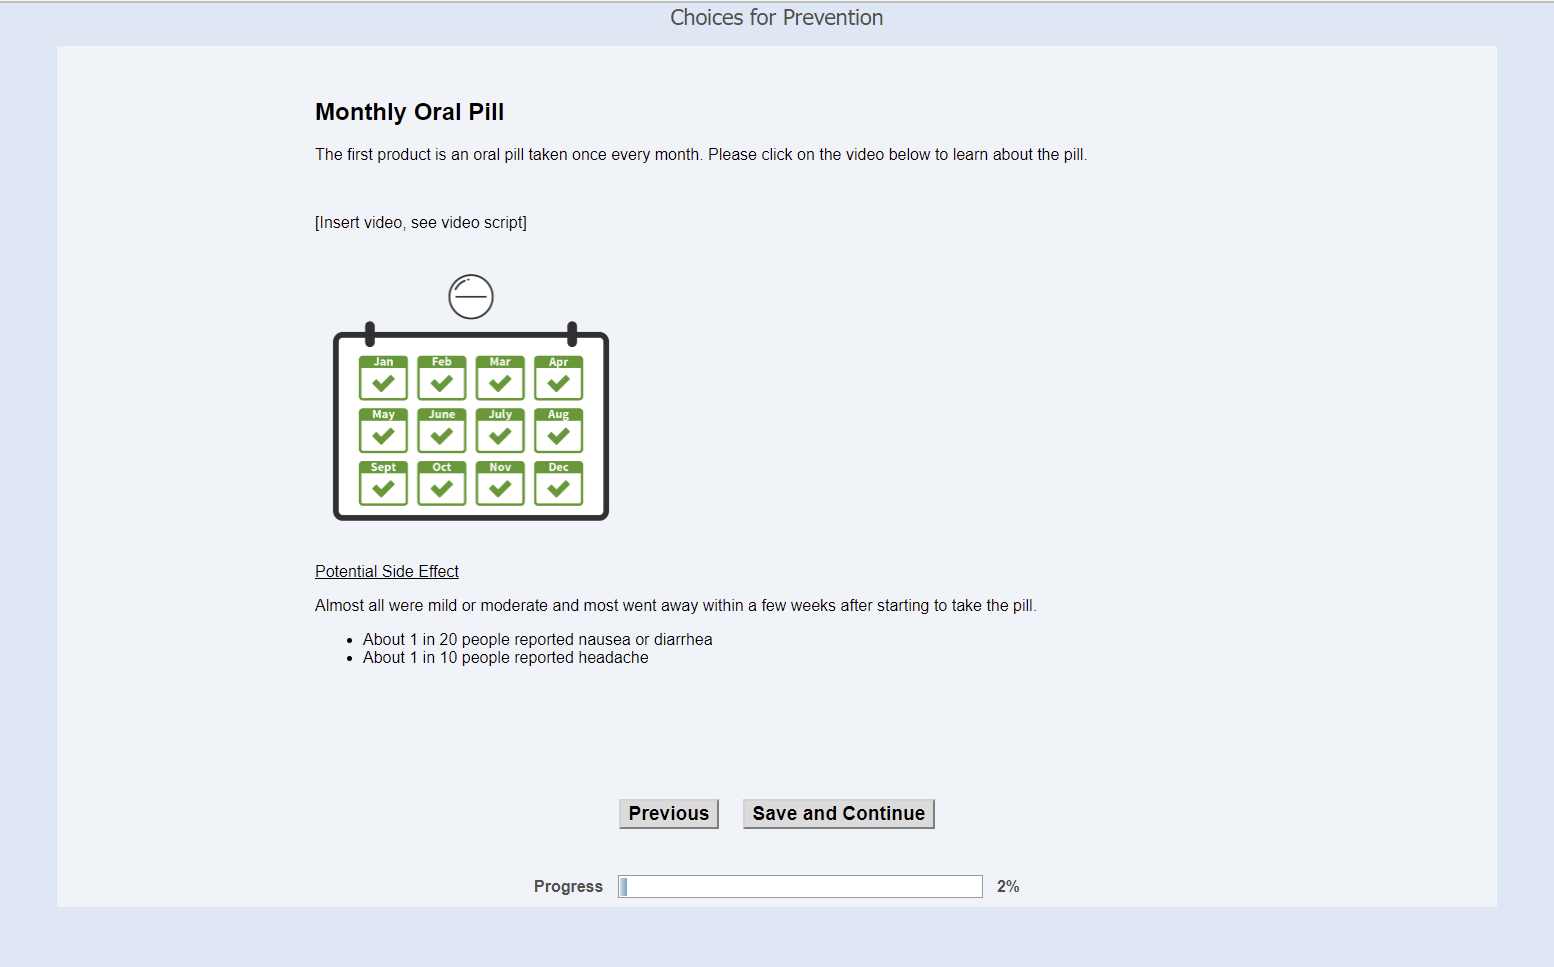 Choices for Prevention
Monthly Oral Pill
The first product is an oral pill taken once every month. Please click on the video below to learn about the pill.
[Insert video, see video script]
Jan Feb Mar Apr
May June July Aug
Sept Oct Nov Dec
Potential Side Effect
Almost all were mild or moderate and most went away within a few weeks after starting to take the pill.
• About 1 in 20 people reported nausea or diarrhea
• About 1 in 10 people reported headache
Previous Save and Continue
Progress 2%